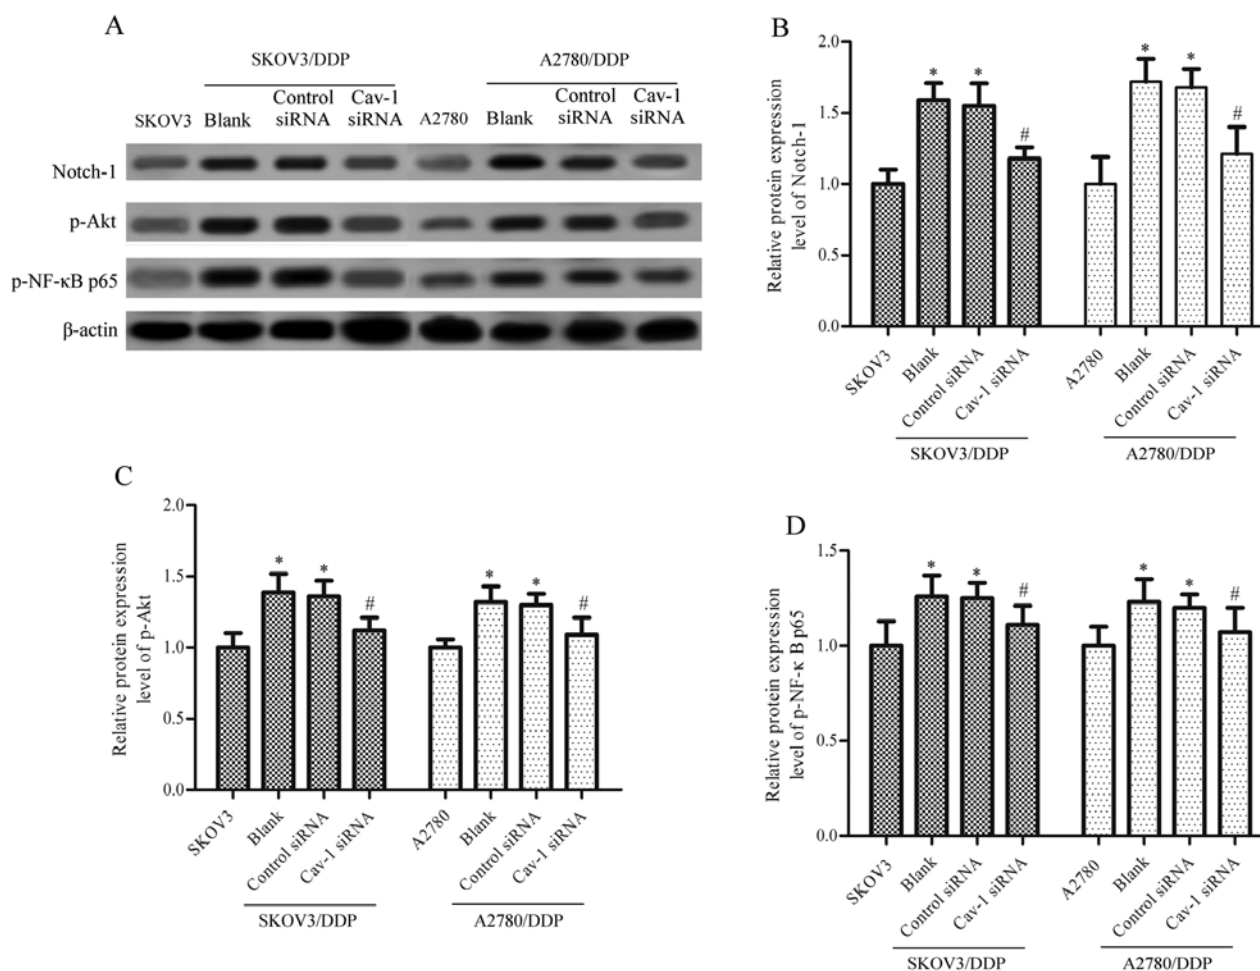 A
SKOV3/DDP
A2780/DDP
SKOV3
Blank
Control
siRNA
Cav-1
siRNA
A2780
Blank
Control
siRNA
Cav-1
siRNA
Notch-1
p-Akt
p-NF-κB p65
β-actin
B
Relative protein expression
level of Notch-1
2.0
1.5
1.0
0.5
0.0
*
*
#
*
*
#
SKOV3
Blank
Control siRNA
Cav-1 siRNA
A2780
Blank
Control siRNA
Cav-1 siRNA
SKOV3/DDP
A2780/DDP
C
Relative protein expression
level of p-Akt
2.0
1.5
1.0
0.5
0.0
*
*
#
*
*
#
SKOV3
Blank
Control siRNA
Cav-1 siRNA
A2780
Blank
Control siRNA
Cav-1 siRNA
SKOV3/DDP
A2780/DDP
D
Relative protein expression
level of p-NF-κ B p65
1.5
1.0
0.5
0.0
*
*
#
*
*
#
SKOV3
Blank
Control siRNA
Cav-1 siRNA
A2780
Blank
Control siRNA
Cav-1 siRNA
SKOV3/DDP
A2780/DDP